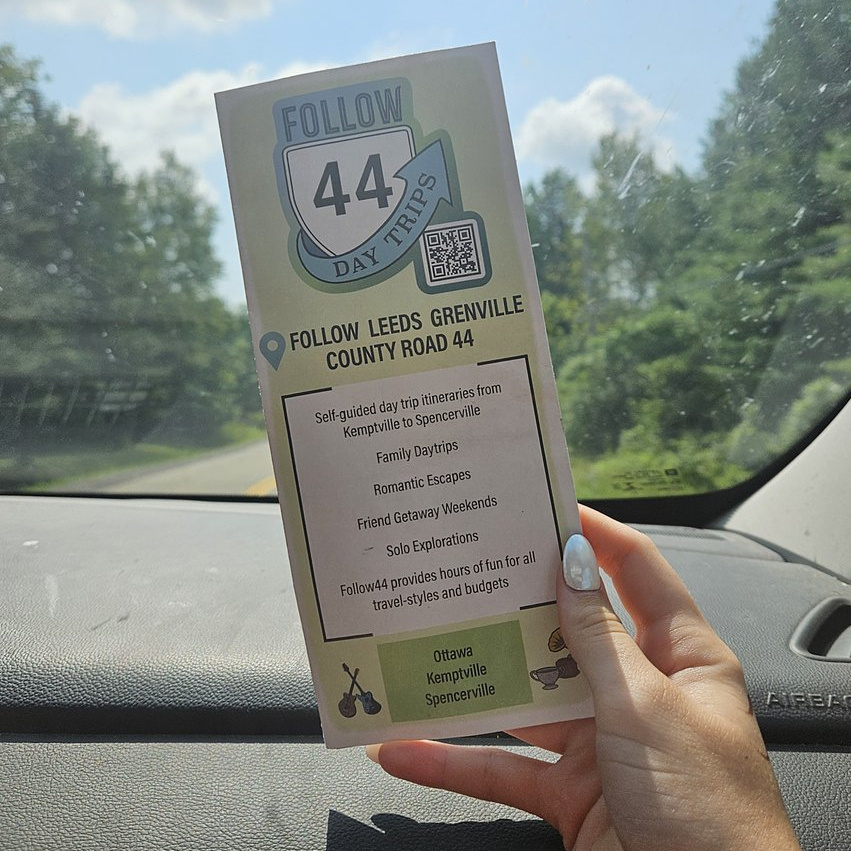 FOLLOW
44
DAY TRIPS
FOLLOW LEEDS GRENVILLE
COUNTY ROAD 44
Self-guided day trip itineraries from
Kemptville to Spencerville
Family Daytrips
Romantic Escapes
Friend Getaway Weekends
Solo Explorations
Follow44 provides hours of fun for all
travel-styles and budgets
Ottawa
Kemptville
Spencerville